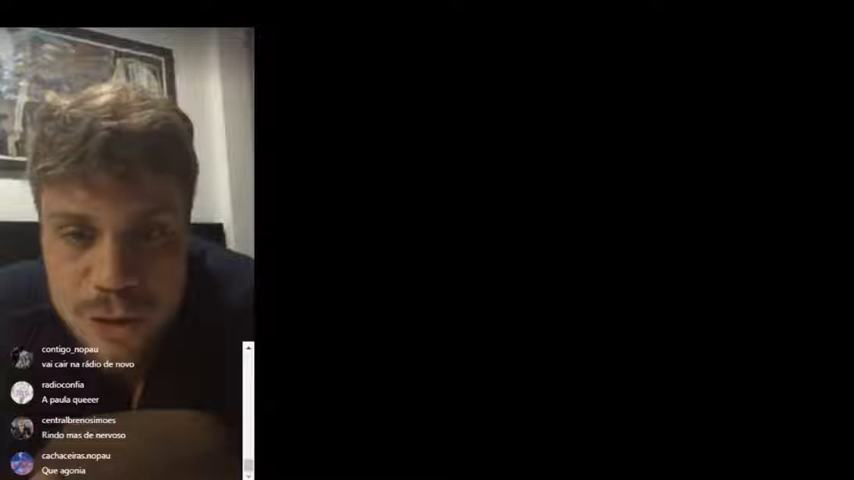 contigo_nopau
vai cair na rádio de novo
radioconfia
A paula queeer
centralbrenosimoes
Rindo mas de nervoso
cachaceiras.nopau
Que agonia